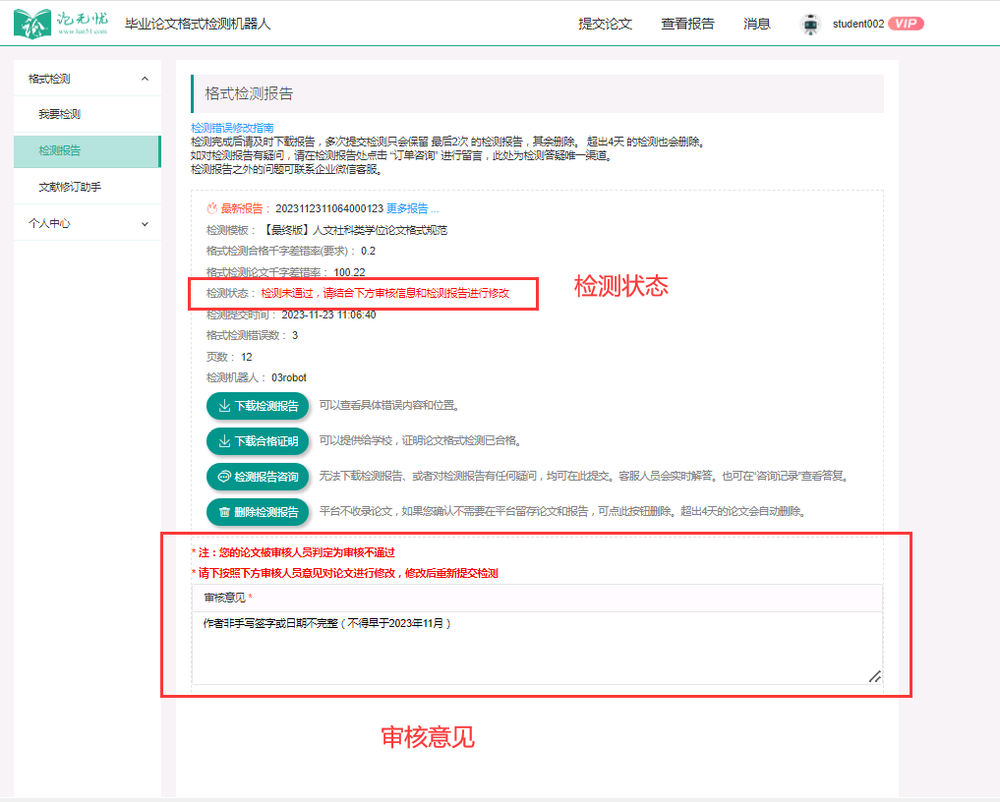 论无忧
www.lun51.com
毕业论文格式检测机器人
提交论文
查看报告
消息
student002
VIP
格式检测
我要检测
检测报告
文献修订助手
个人中心
格式检测报告
检测错误修改指南
检测完成后请及时下载报告，多次提交检测只会保留 最后2次 的检测报告，其余删除。 超出4天 的检测也会删除。
如对检测报告有疑问，请在检测报告处点击 “订单咨询” 进行留言，此处为检测答疑唯一渠道。
检测报告之外的问题可联系企业微信客服。
最新报告： 2023112311064000123 更多报告 ...
检测模板： 【最终版】人文社科类学位论文格式规范
格式检测合格千字差错率(要求)： 0.2
格式检测论文千字差错率： 100.22
检测状态： 检测未通过，请结合下方审核信息和检测报告进行修改
检测状态
检测提交时间： 2023-11-23 11:06:40
格式检测错误数： 3
页数： 12
检测机器人： 03robot
下载检测报告 可以查看具体错误内容和位置。
下载合格证明 可以提供给学校，证明论文格式检测已合格。
检测报告咨询 无法下载检测报告、或者对检测报告有任何疑问，均可在此提交。客服人员会实时解答。也可在“咨询记录”查看答复。
删除检测报告 平台不收录论文，如果您确认不需要在平台留存论文和报告，可点此按钮删除。超出4天的论文会自动删除。
* 注：您的论文被审核人员判定为审核不通过
* 请下按照下方审核人员意见对论文进行修改，修改后重新提交检测
审核意见 *
作者非手写签字或日期不完整（不得早于2023年11月）
审核意见